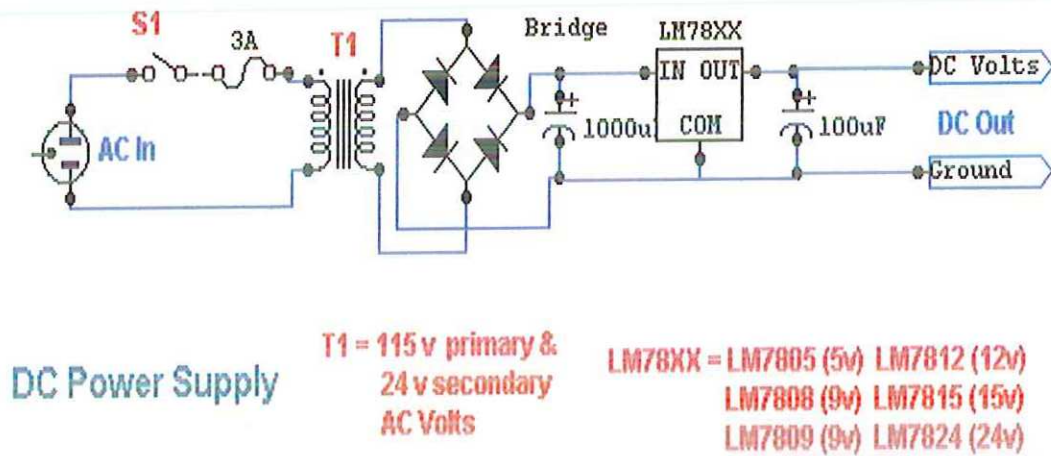 S1
3A
T1
Bridge
LM78XX
IN OUT
COM
DC Volts
AC In
1000u
100uF
DC Out
Ground
DC Power Supply
T1 = 115 v primary &
24 v secondary
AC Volts
LM78XX = LM7805 (5v) LM7812 (12v)
LM7808 (9v) LM7815 (15v)
LM7809 (9v) LM7824 (24v)